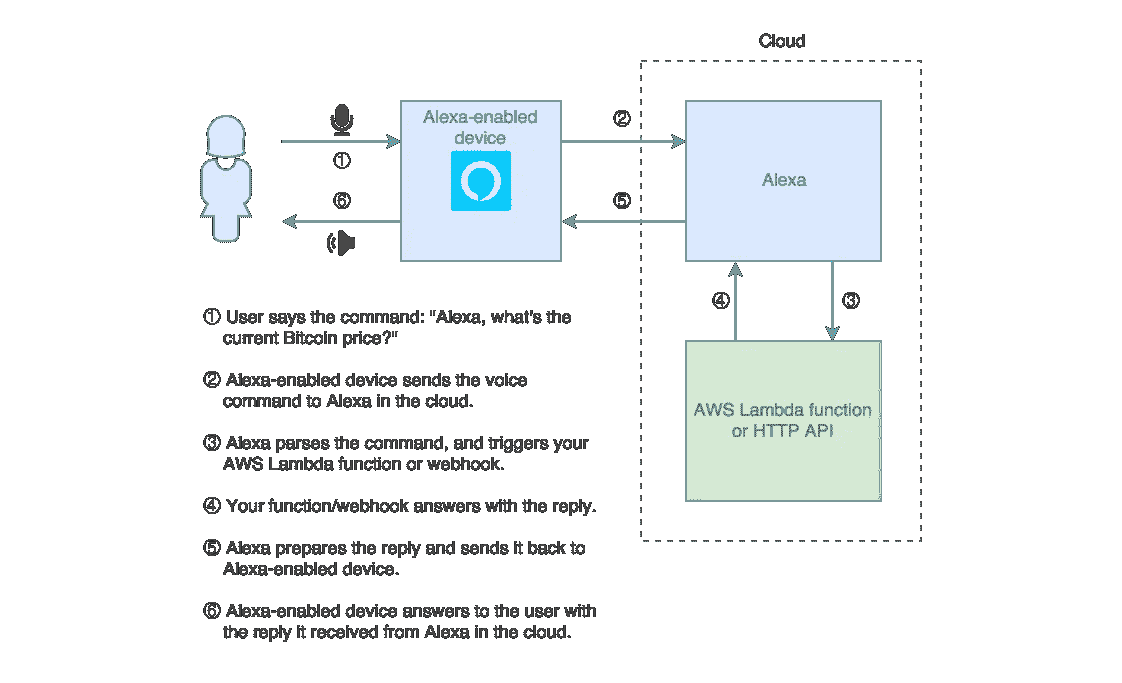 Cloud
Alexa-enabled
device
②
①
⑥
⑤
Alexa
④
③
AWS Lambda function
or HTTP API
① User says the command: "Alexa, what's the
current Bitcoin price?"
② Alexa-enabled device sends the voice
command to Alexa in the cloud.
③ Alexa parses the command, and triggers your
AWS Lambda function or webhook.
④ Your function/webhook answers with the reply.
⑤ Alexa prepares the reply and sends it back to
Alexa-enabled device.
⑥ Alexa-enabled device answers to the user with
the reply it received from Alexa in the cloud.